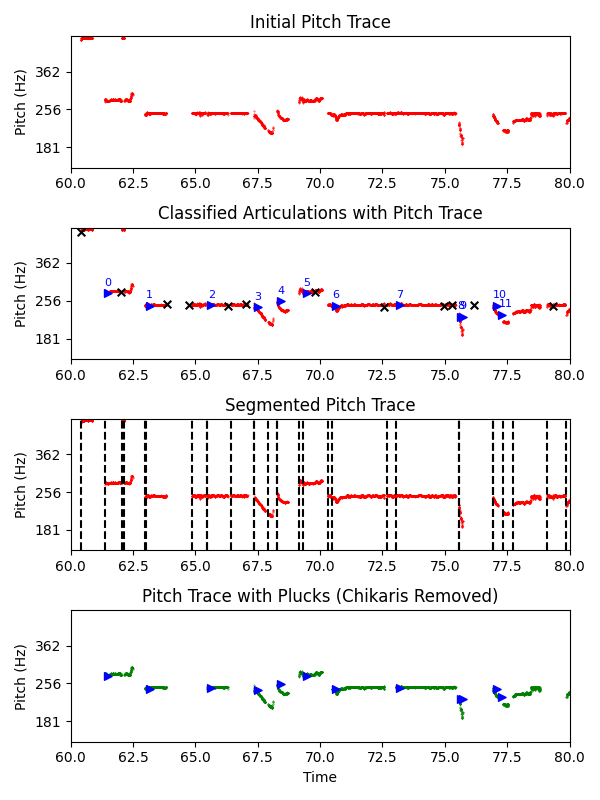 Initial Pitch Trace
362
256
181
Pitch (Hz)
60.0 62.5 65.0 67.5 70.0 72.5 75.0 77.5 80.0
Classified Articulations with Pitch Trace
362
256
181
Pitch (Hz)
0 1 2 3 4 5 6 7 8 9 10 11
60.0 62.5 65.0 67.5 70.0 72.5 75.0 77.5 80.0
Segmented Pitch Trace
362
256
181
Pitch (Hz)
60.0 62.5 65.0 67.5 70.0 72.5 75.0 77.5 80.0
Pitch Trace with Plucks (Chikaris Removed)
362
256
181
Pitch (Hz)
60.0 62.5 65.0 67.5 70.0 72.5 75.0 77.5 80.0
Time